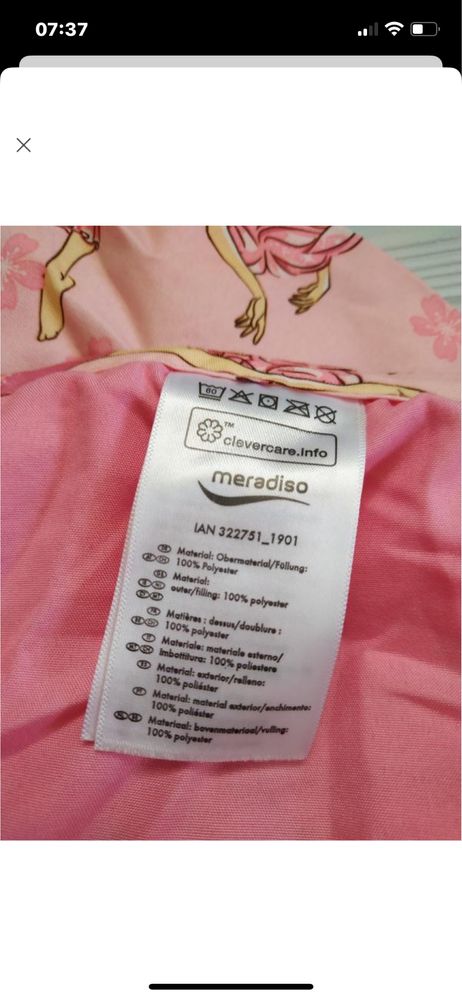 07:37
60
clevercare.info
TM
meradiso
IAN 322751_1901
Material: Obermaterial/Füllung:
100% Polyester
Material:
outer/filling: 100% polyester
Matières : dessus/doublure :
100% polyester
Materiale: materiale esterno/
Imbottitura: 100% poliestere
Material: exterior/relleno:
100% poliéster
Material: material exterior/enchimento:
100% poliéster
Materiaal: bovenmateriaal/vulling:
100% polyester